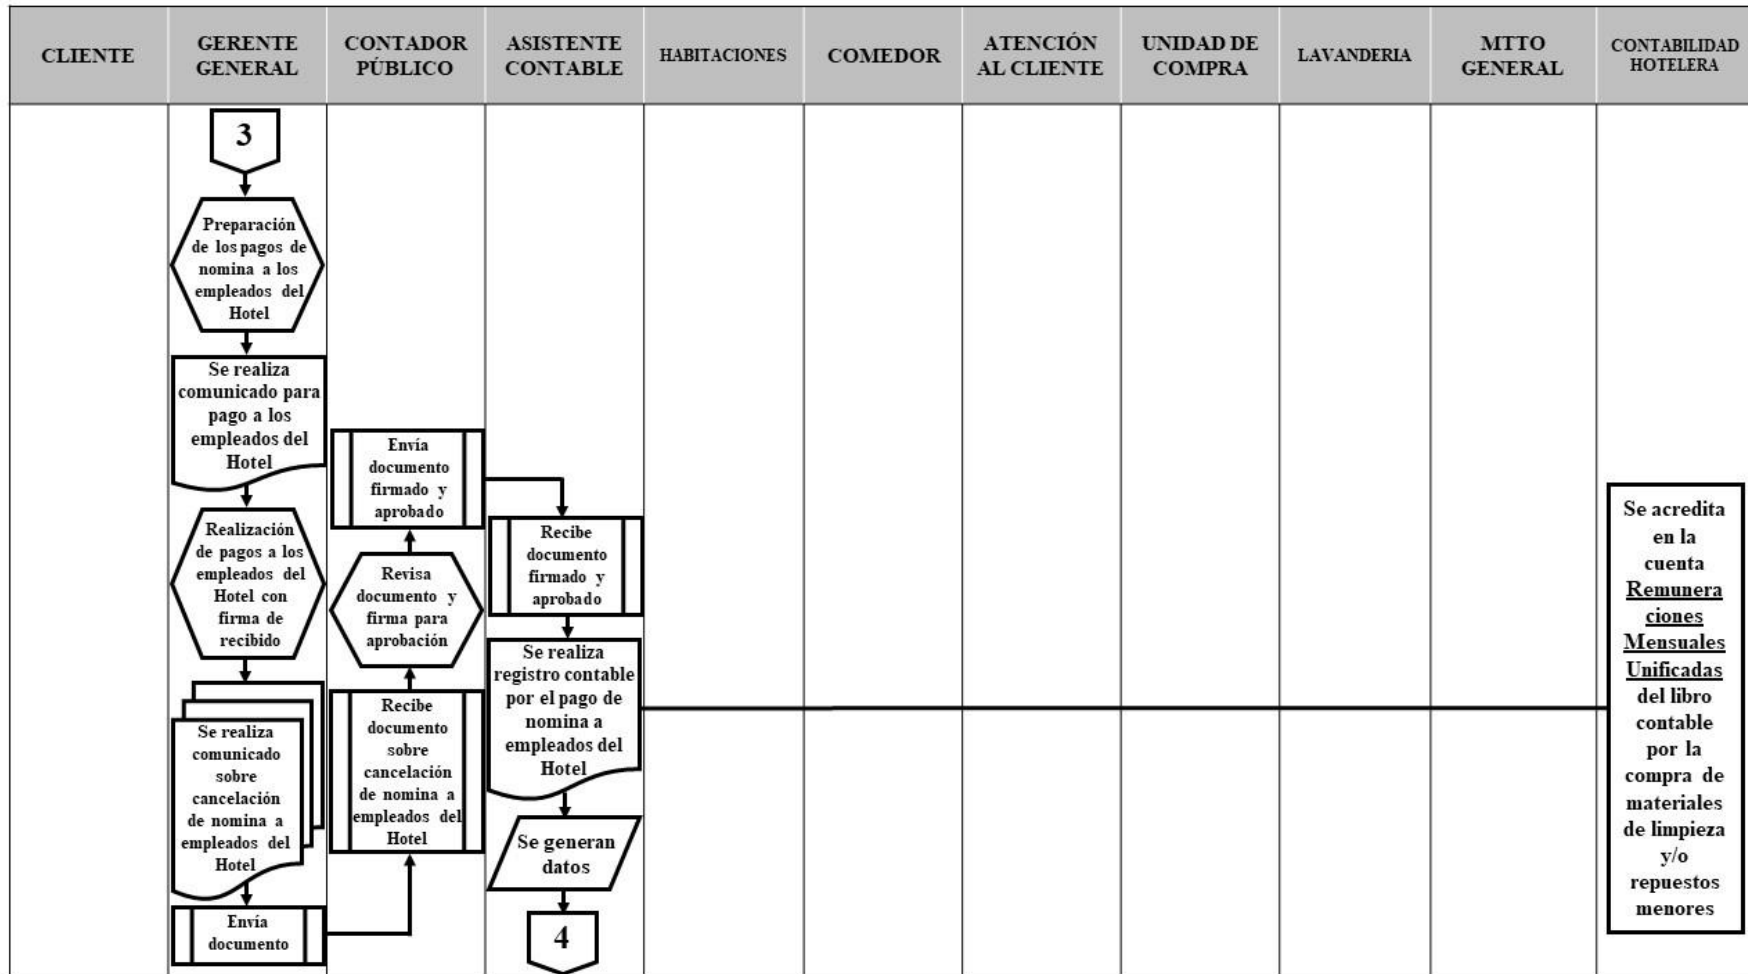 CLIENTE
GERENTE
GENERAL
CONTADOR
PÚBLICO
ASISTENTE
CONTABLE
HABITACIONES
COMEDOR
ATENCIÓN
AL CLIENTE
UNIDAD DE
COMPRA
LAVANDERIA
MTTO
GENERAL
CONTABILIDAD
HOTELERA
3
Preparación
de los pagos de
nomina a los
empleados del
Hotel
Se realiza
comunicado para
pago a los
empleados del
Hotel
Realización
de pagos a los
empleados del
Hotel con
firma de
recibido
Se realiza
comunicado
sobre
cancelación
de nomina a
empleados del
Hotel
Envía
documento
Envía
documento
firmado y
aprobado
Revisa
documento y
firma para
aprobación
Recibe
documento
sobre
cancelación
de nomina a
empleados del
Hotel
Recibe
documento
firmado y
aprobado
Se realiza
registro contable
por el pago de
nomina a
empleados del
Hotel
Se generan
datos
4
Se acredita
en la
cuenta
Remunera
ciones
Mensuales
Unificadas
del libro
contable
por la
compra de
materiales
de limpieza
y/o
repuestos
menores